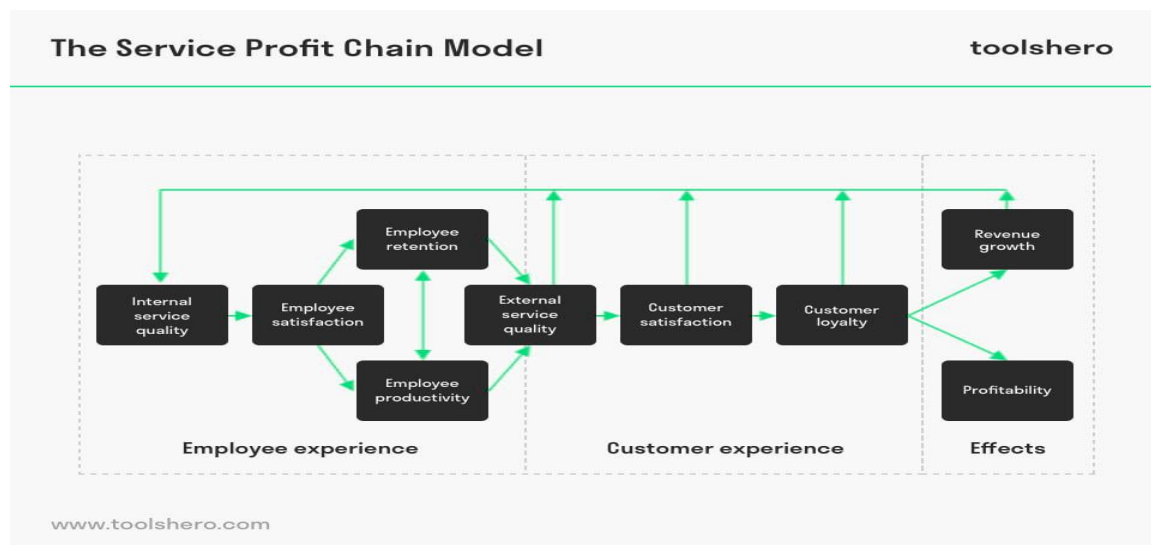 The Service Profit Chain Model
toolshero
Employee
retention
Revenue
growth
Internal
service
quality
Employee
satisfaction
External
service
quality
Customer
satisfaction
Customer
loyalty
Employee
productivity
Profitability
Employee experience
Customer experience
Effects
www.toolshero.com